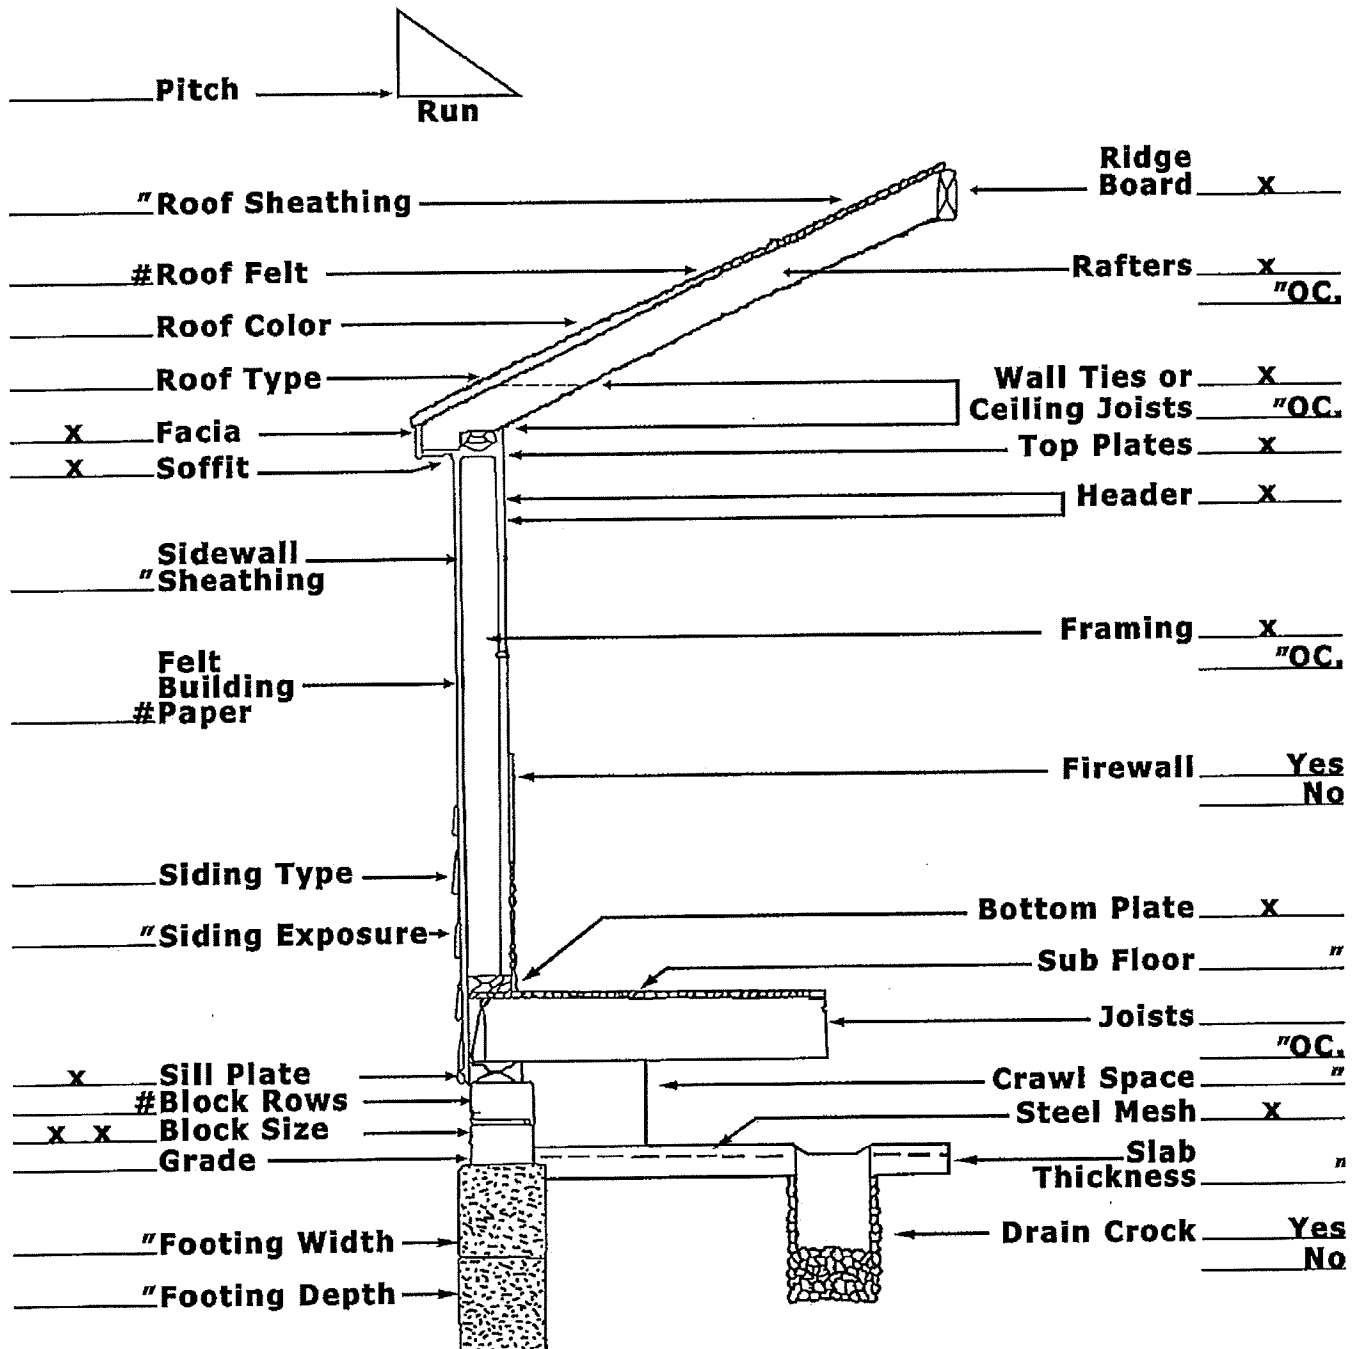 Pitch
Run
"Roof Sheathing
#Roof Felt
Roof Color
Roof Type
x Facia
x Soffit
Sidewall
"Sheathing
Felt
Building
#Paper
Siding Type
"Siding Exposure
x Sill Plate
#Block Rows
x x Block Size
Grade
"Footing Width
"Footing Depth
Ridge
Board x
Rafters x
"OC.
Wall Ties or x
Ceiling Joists "OC.
Top Plates x
Header x
Framing x
"OC.
Firewall Yes
No
Bottom Plate x
Sub Floor "
Joists
"OC.
Crawl Space "
Steel Mesh x
Slab "
Thickness
Drain Crock Yes
No